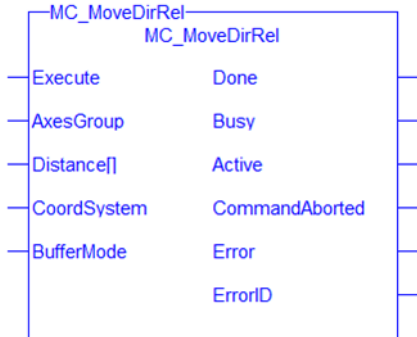 MC_MoveDirRel
MC_MoveDirRel
Execute Done
AxesGroup Busy
Distance[] Active
CoordSystem CommandAborted
BufferMode Error
ErrorID